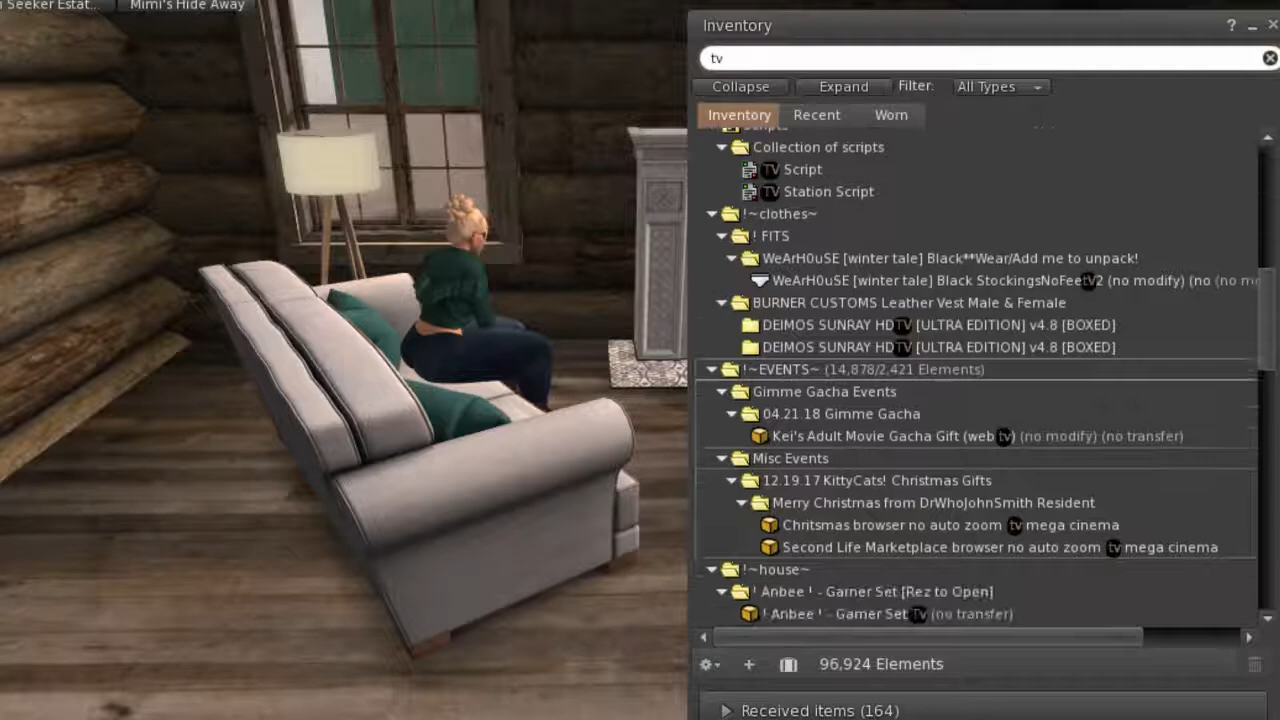 Seeker Estat...
Mimi's Hide Away
Inventory
?
tv
Collapse
Expand
Filter:
All Types
Inventory
Recent
Worn
Scripts
Collection of scripts
TV Script
TV Station Script
!~clothes~
! FITS
WeArH0uSE [winter tale] Black**Wear/Add me to unpack!
WeArH0uSE [winter tale] Black StockingsNoFeetV2 (no modify) (no
BURNER CUSTOMS Leather Vest Male & Female
DEIMOS SUNRAY HDTV [ULTRA EDITION] v4.8 [BOXED]
DEIMOS SUNRAY HDTV [ULTRA EDITION] v4.8 [BOXED]
!~EVENTS~ (14,878/2,421 Elements)
Gimme Gacha Events
04.21.18 Gimme Gacha
Kei's Adult Movie Gacha Gift (web tv) (no modify) (no transfer)
Misc Events
12.19.17 KittyCats! Christmas Gifts
Merry Christmas from DrWhoJohnSmith Resident
Chritsmas browser no auto zoom tv mega cinema
Second Life Marketplace browser no auto zoom tv mega cinema
!~house~
! Anbee ! - Gamer Set [Rez to Open]
! Anbee ! - Gamer Set Tv (no transfer)
96,924 Elements
Received items (164)